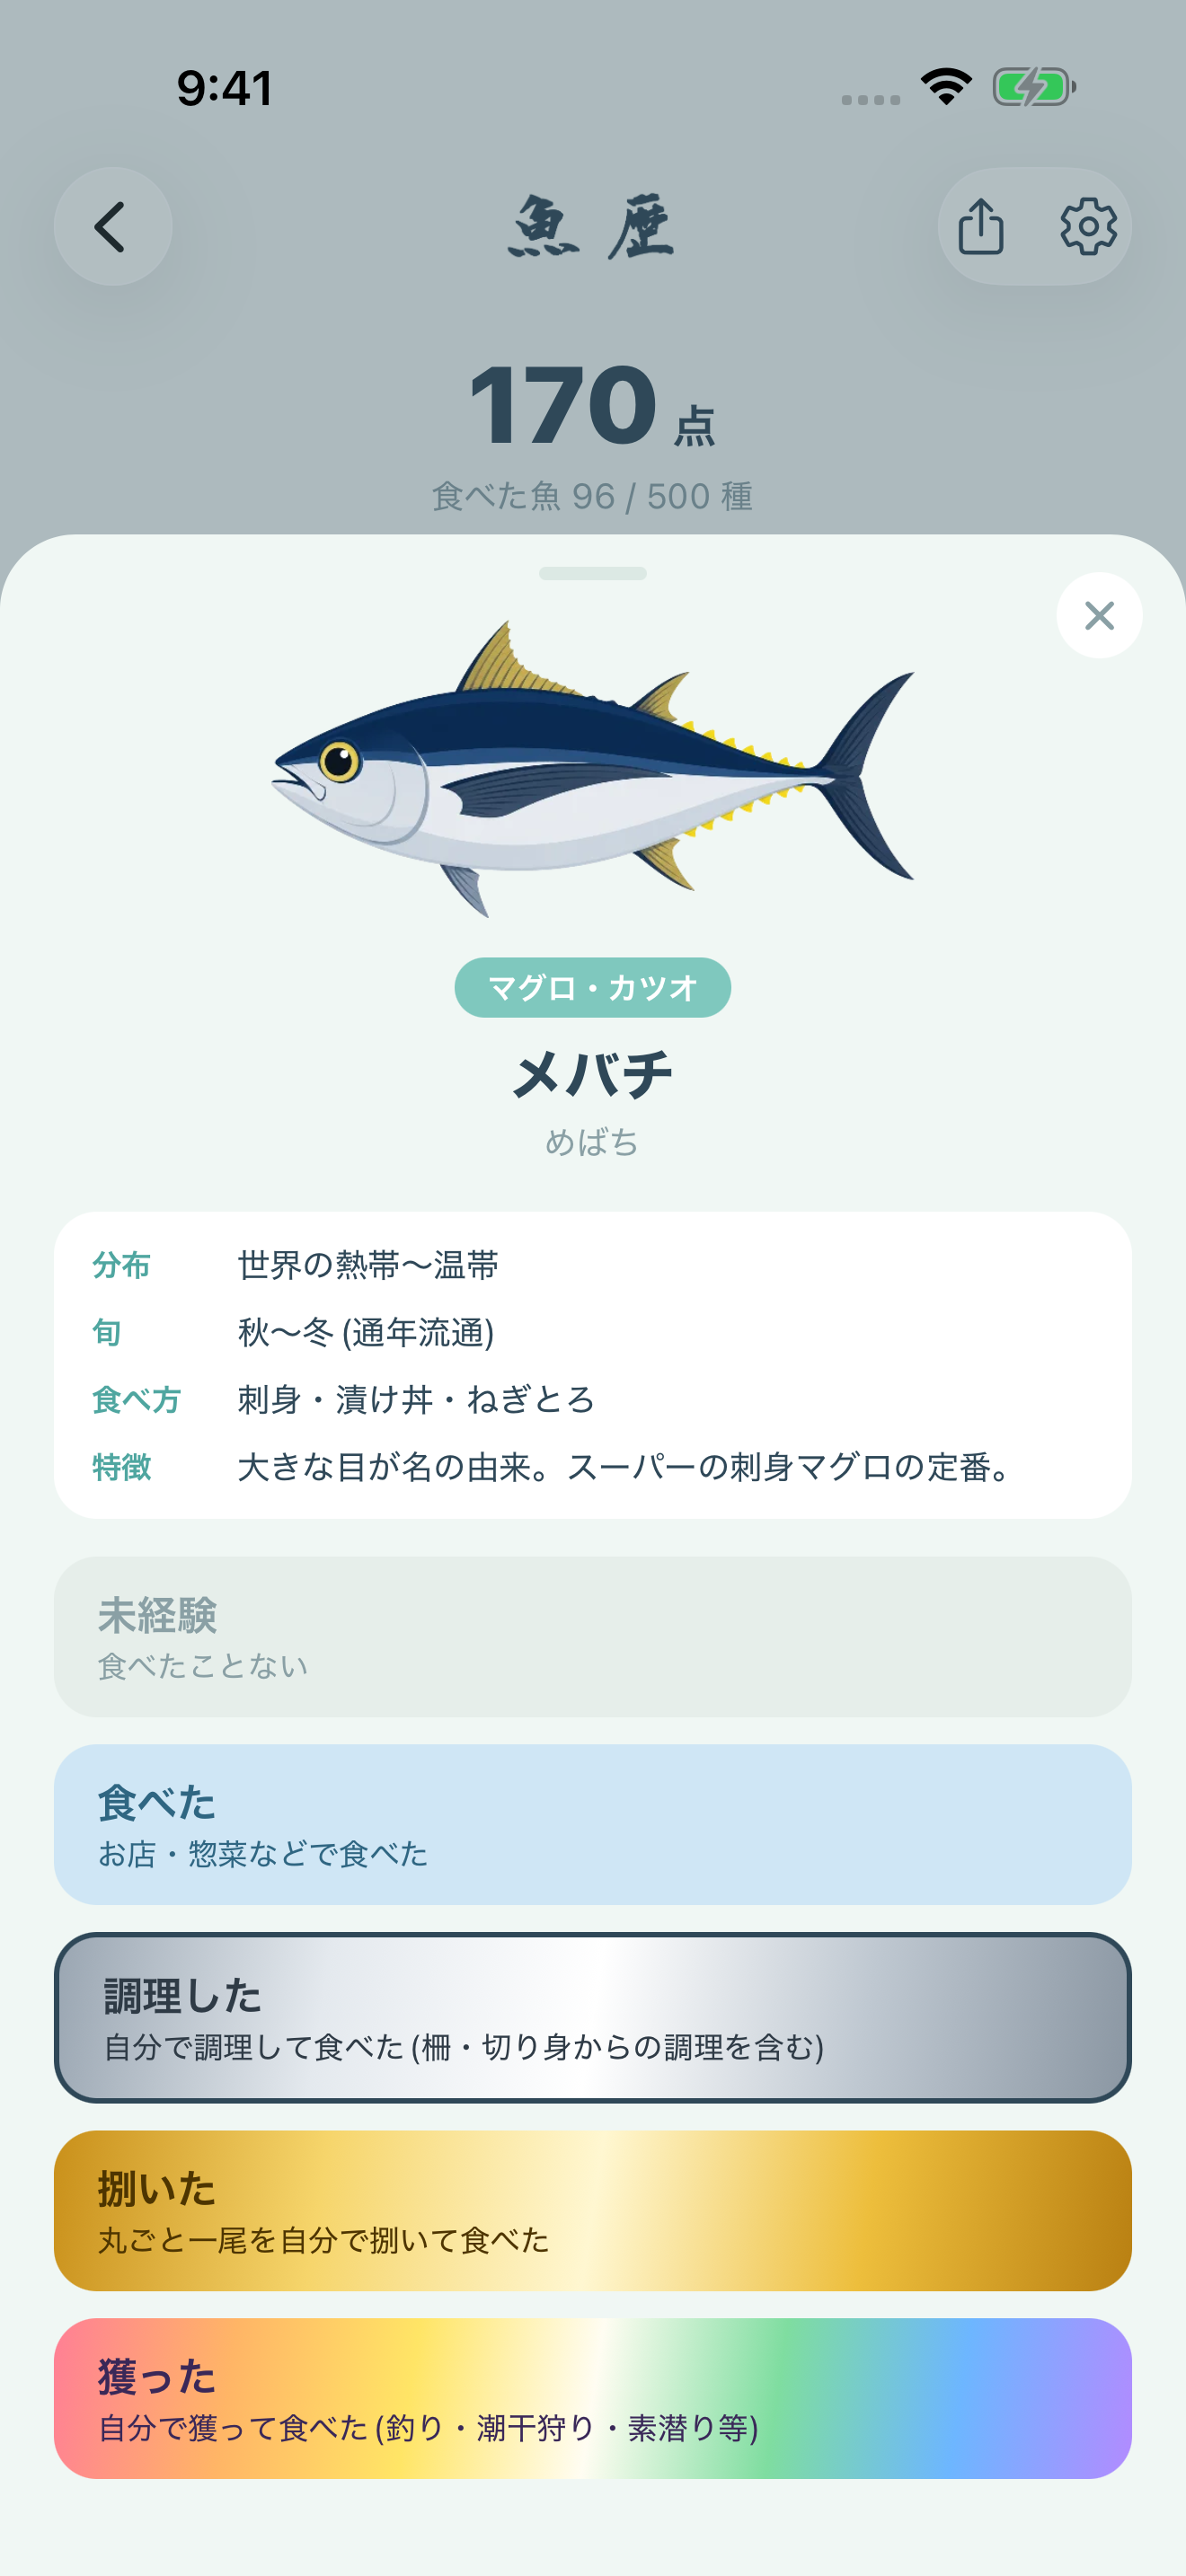 9:41
魚歴
170 点
食べた魚 96 / 500 種
マグロ・カツオ
メバチ
めばち
分布 世界の熱帯〜温帯
旬 秋〜冬 (通年流通)
食べ方 刺身・漬け丼・ねぎとろ
特徴 大きな目が名の由来。スーパーの刺身マグロの定番。
未経験
食べたことない
食べた
お店・惣菜などで食べた
調理した
自分で調理して食べた (柵・切り身からの調理を含む)
捌いた
丸ごと一尾を自分で捌いて食べた
獲った
自分で獲って食べた (釣り・潮干狩り・素潜り等)